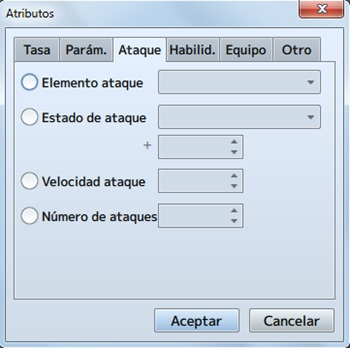 Atributos
Tasa Parám. Ataque Habilid. Equipo Otro
Elemento ataque
Estado de ataque
+
Velocidad ataque
Número de ataques
Aceptar Cancelar